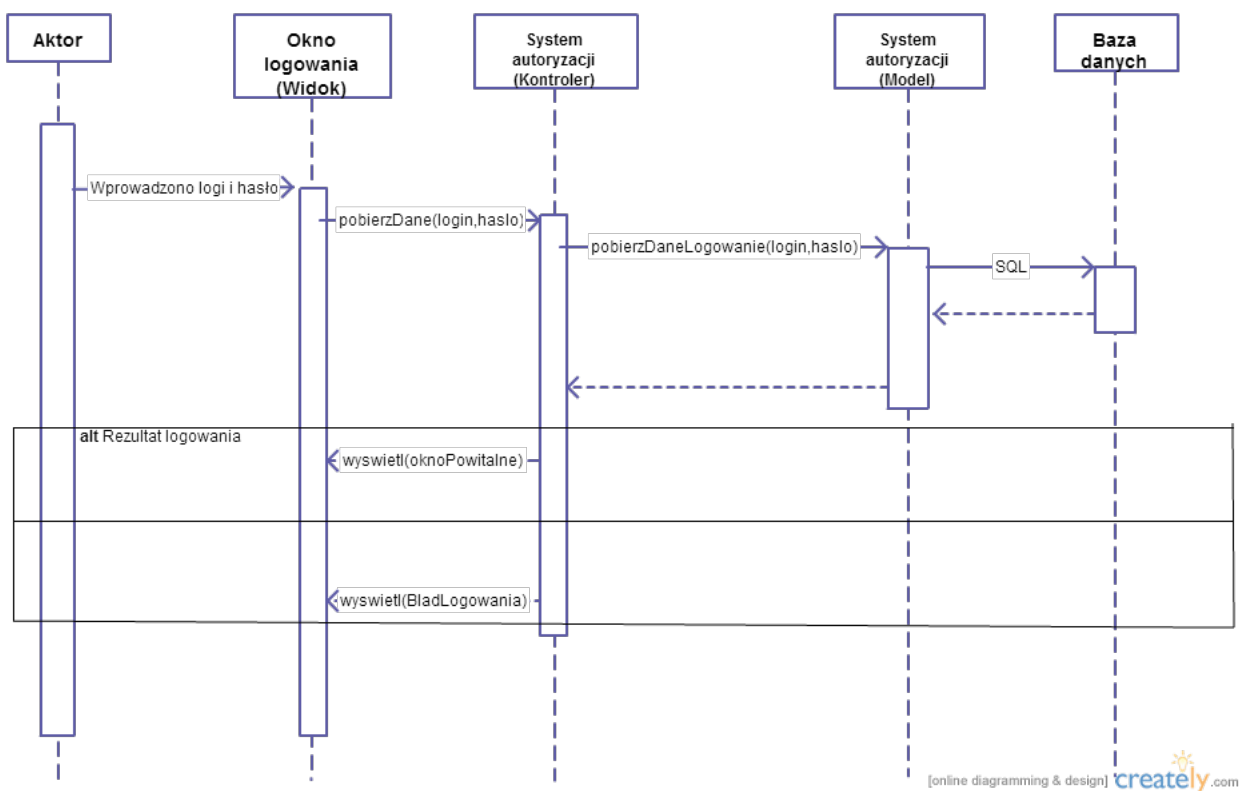 Aktor
Okno
logowania
(Widok)
System
autoryzacji
(Kontroler)
System
autoryzacji
(Model)
Baza
danych
Wprowadzono logi i hasło
pobierzDane(login,haslo)
pobierzDaneLogowanie(login,haslo)
SQL
alt Rezultat logowania
wyswietl(oknoPowitalne)
wyswietl(BladLogowania)
[online diagramming & design] creately.com